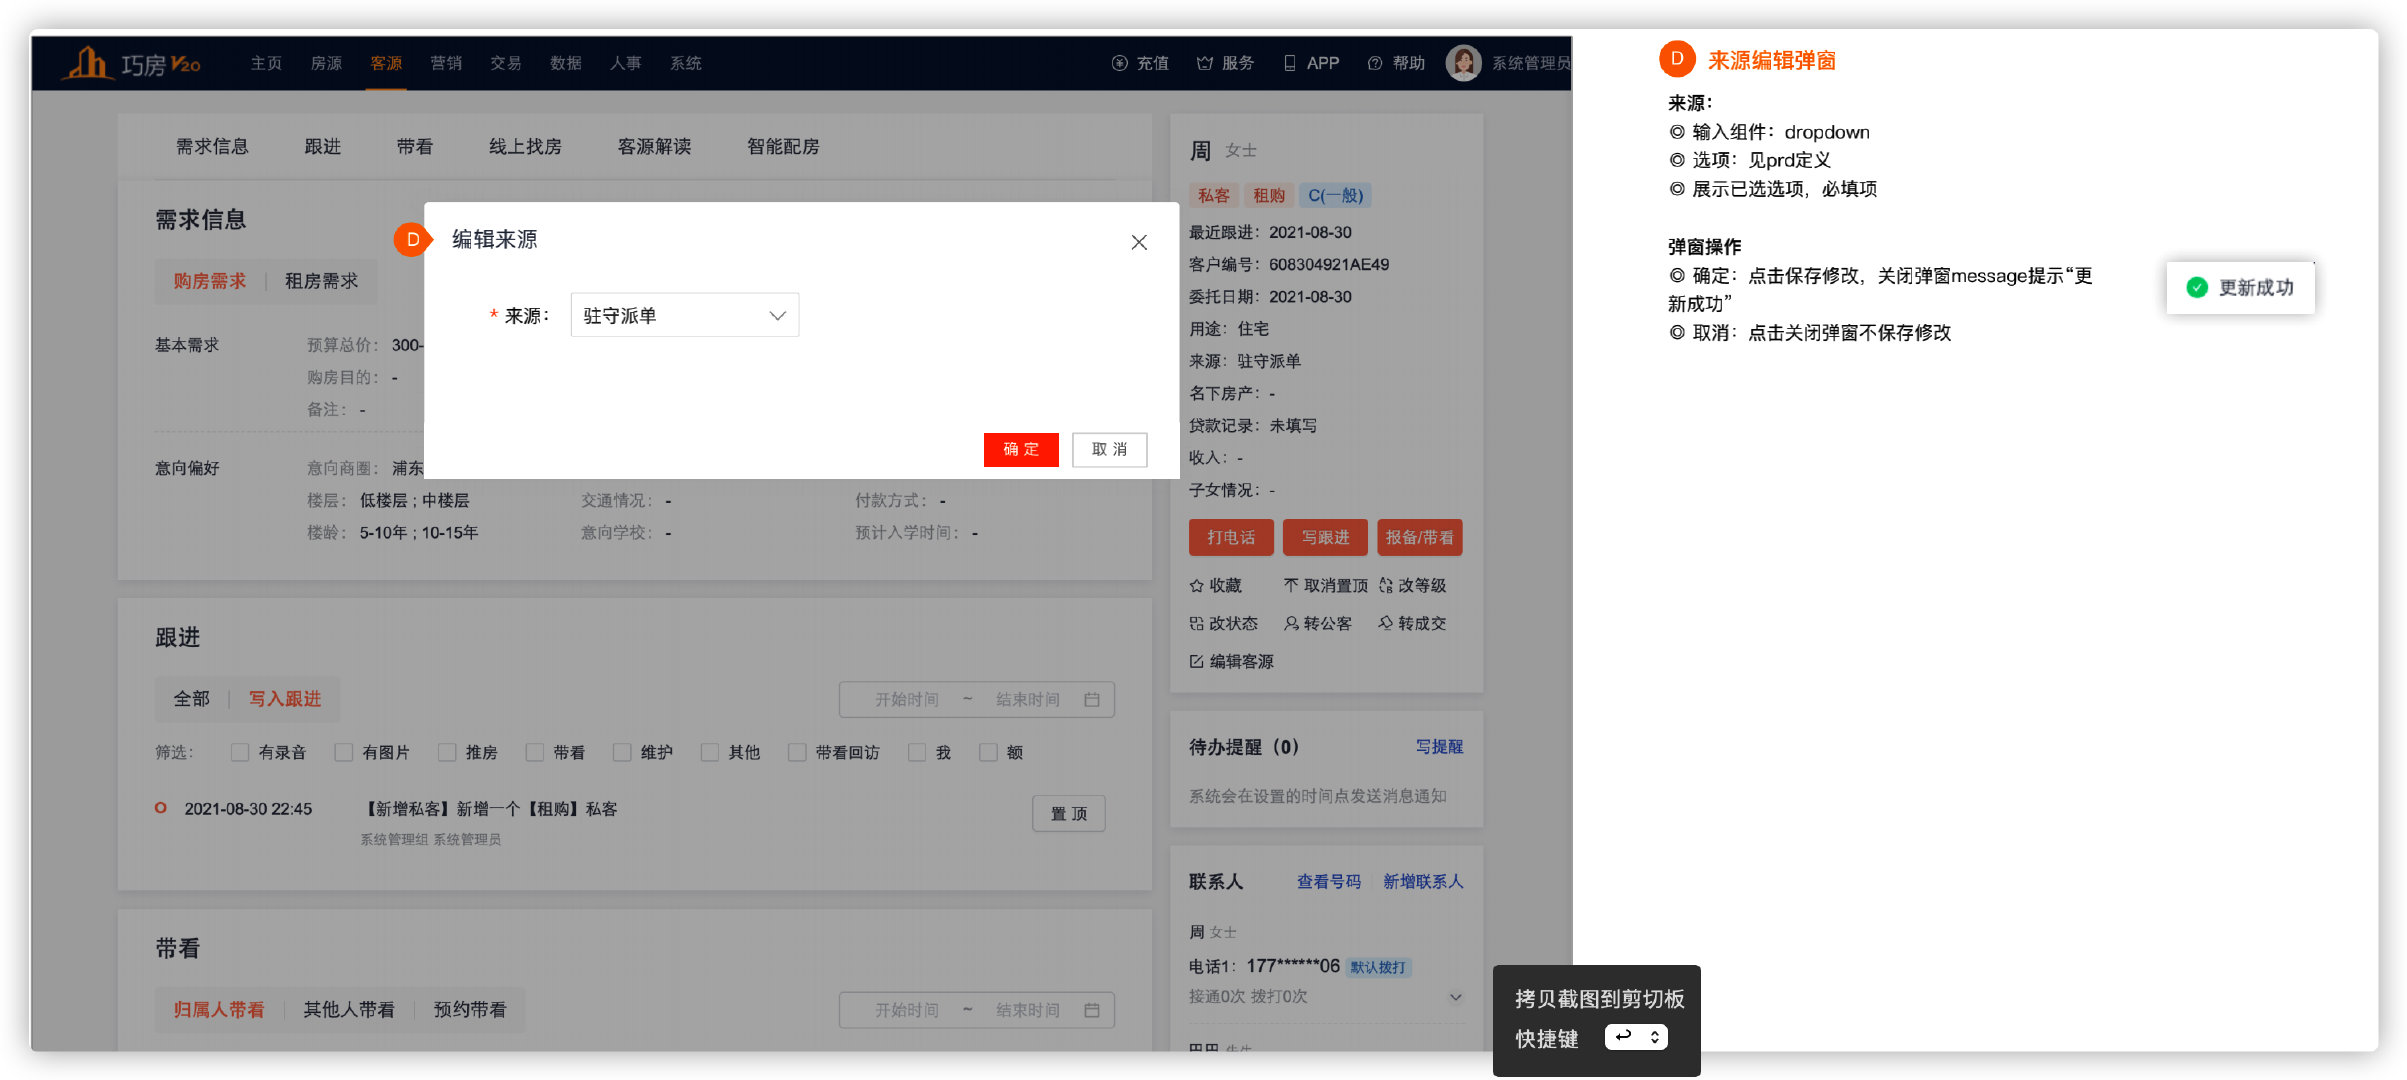 巧房 V20
主页 房源 客源 营销 交易 数据 人事 系统
充值 服务 APP 帮助 系统管理员
需求信息 跟进 带看 线上找房 客源解读 智能配房
需求信息
购房需求 租房需求
基本需求 预算总价： 300-
购房目的： -
备注： -
意向偏好 意向商圈： 浦东
楼层： 低楼层 ; 中楼层 交通情况： - 付款方式： -
楼龄： 5-10年 ; 10-15年 意向学校： - 预计入学时间： -
D 编辑来源
* 来源： 驻守派单
确 定 取 消
跟进
全部 写入跟进 开始时间 ~ 结束时间
筛选： 有录音 有图片 推房 带看 维护 其他 带看回访 我 额
2021-08-30 22:45 【新增私客】新增一个【租购】私客 置 顶
系统管理组 系统管理员
带看
归属人带看 其他人带看 预约带看 开始时间 ~ 结束时间
周 女士
私客 租购 C(一般)
最近跟进：2021-08-30
客户编号：608304921AE49
委托日期：2021-08-30
用途：住宅
来源：驻守派单
名下房产：-
贷款记录：未填写
收入：-
子女情况：-
打电话 写跟进 报备/带看
收藏 取消置顶 改等级
改状态 转公客 转成交
编辑客源
待办提醒（0） 写提醒
系统会在设置的时间点发送消息通知
联系人 查看号码 新增联系人
周 女士
电话1：177******06 默认拨打
接通0次 拨打0次
D 来源编辑弹窗
来源：
◎ 输入组件：dropdown
◎ 选项：见prd定义
◎ 展示已选选项，必填项
弹窗操作
◎ 确定：点击保存修改，关闭弹窗message提示“更
新成功”
◎ 取消：点击关闭弹窗不保存修改
更新成功
拷贝截图到剪切板
快捷键